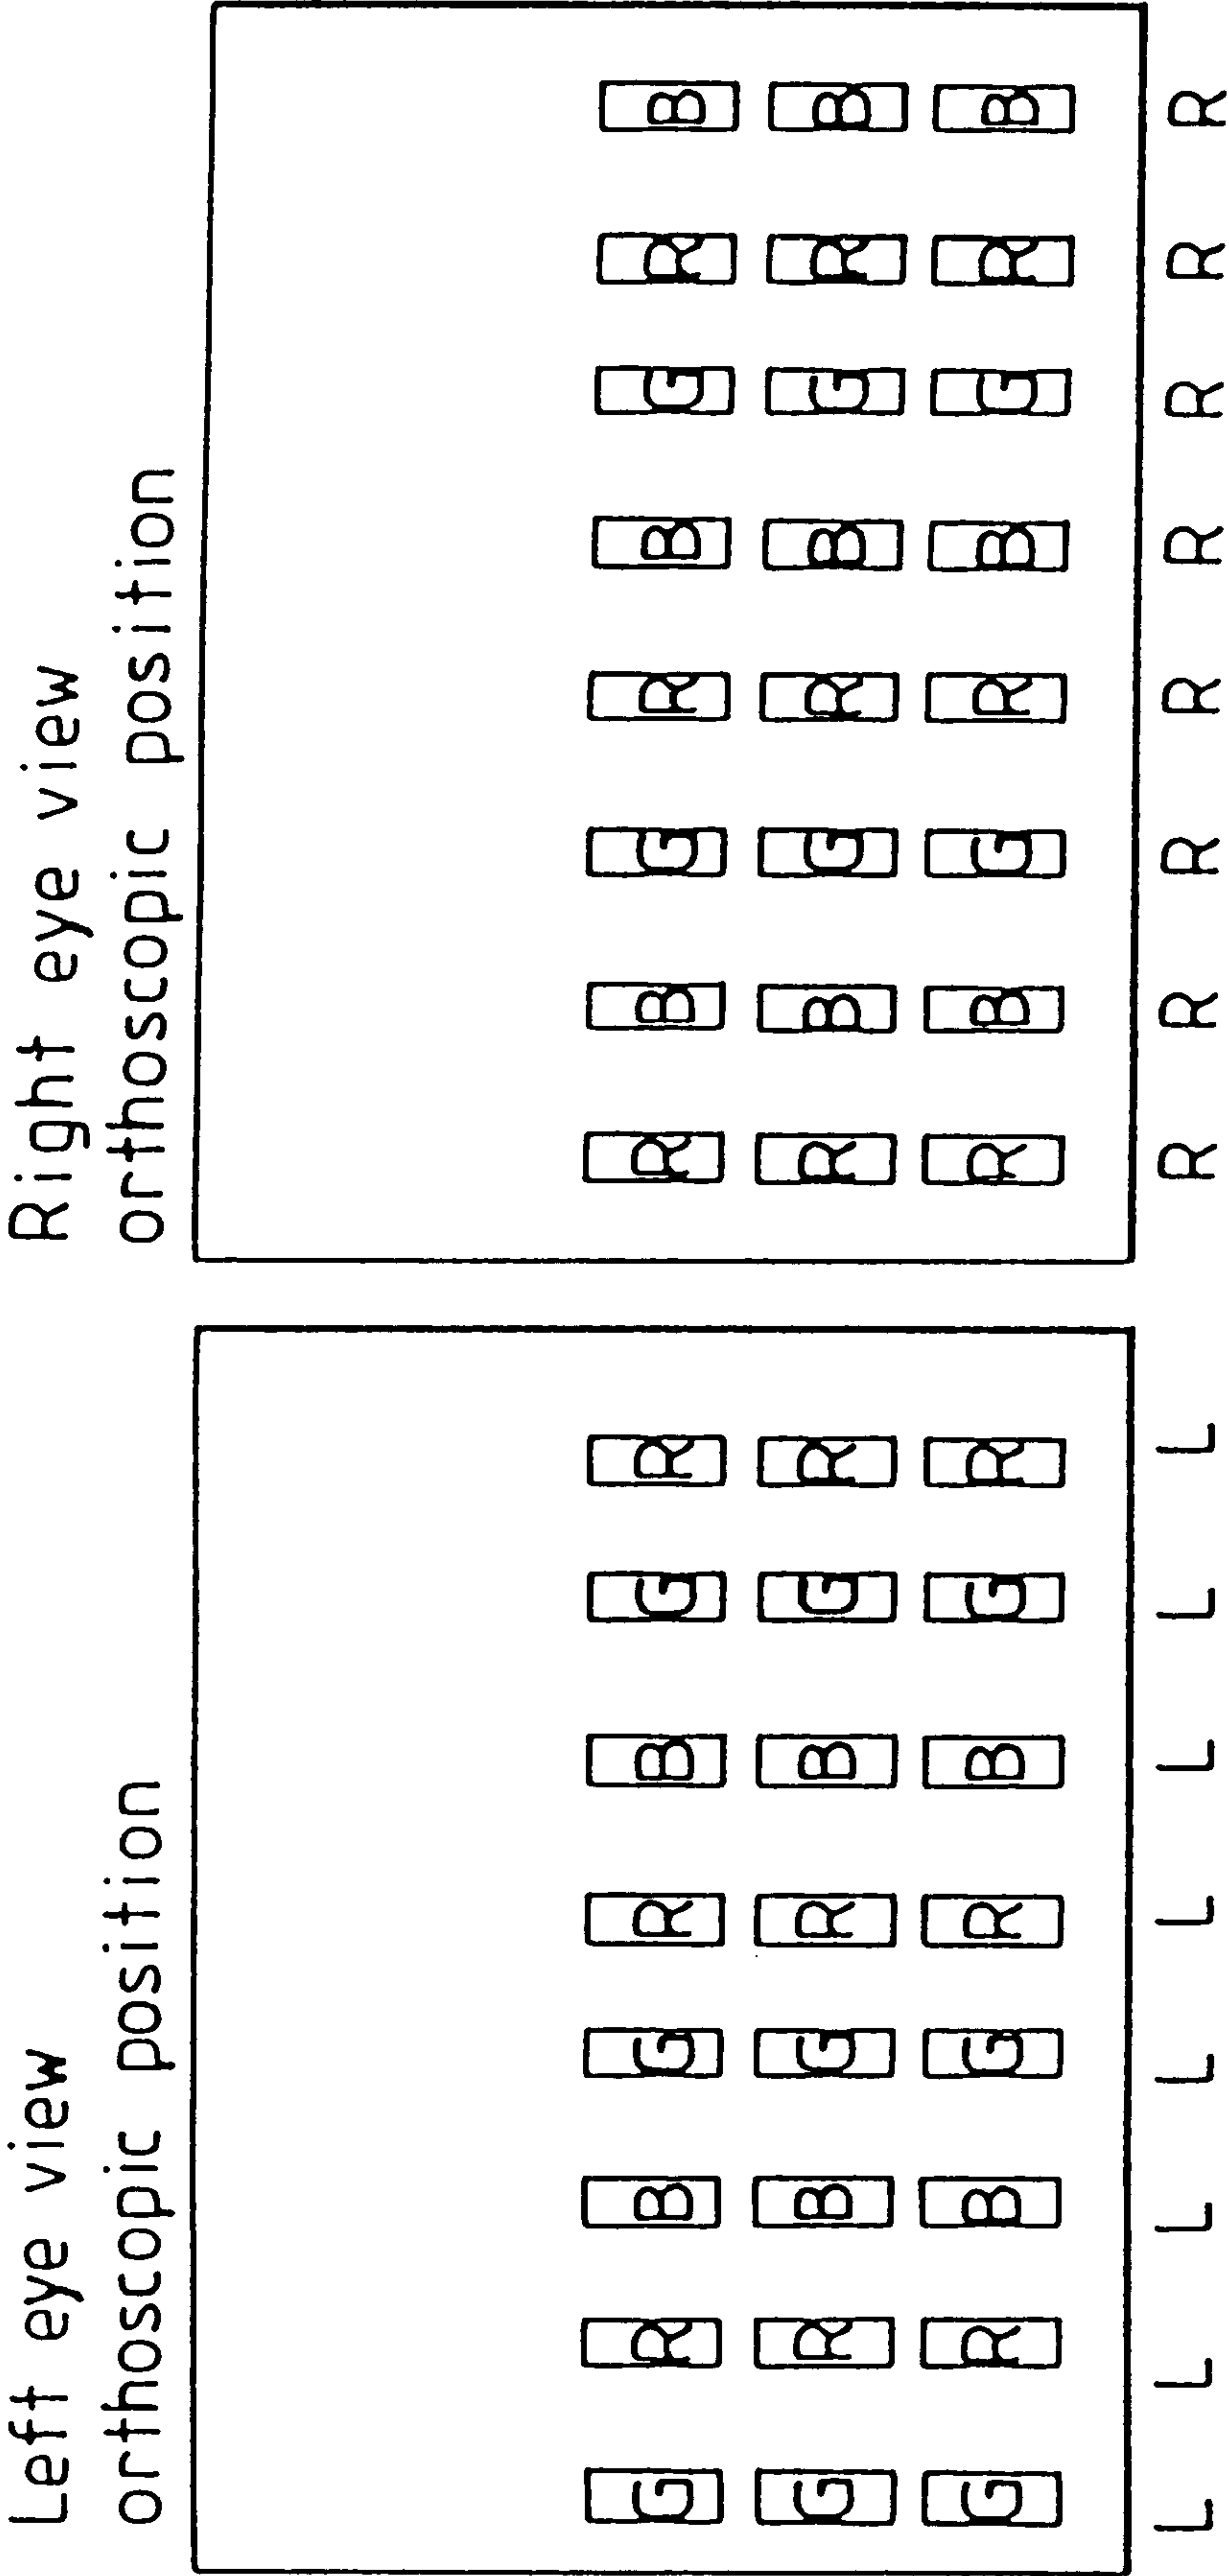 Left eye view
orthoscopic position
G R B G R B G R
G R B G R B G R
G R B G R B G R
L L L L L L L L
Right eye view
orthoscopic position
R B G R B G R B
R B G R B G R B
R B G R B G R B
R R R R R R R R